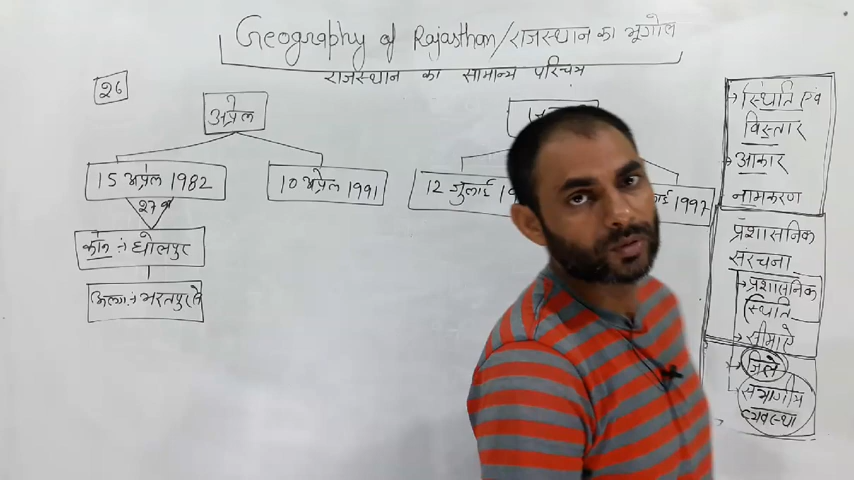 Geography of Rajasthan/राजस्थान का भूगोल
राजस्थान का सामान्य परिचय
26
अप्रेल
15 अप्रेल 1982
10 अप्रेल 1991
27 वां
कौन :- धौलपुर
अलग :- भरतपुर से
12 जुलाई
1997
→ स्थिति एवं
विस्तार
→ आकार
नामकरण
प्रशासनिक
संरचना
→ प्रशासनिक
स्थिति
→ सीमाऐ
→ जिले
संभागीय
व्यवस्था